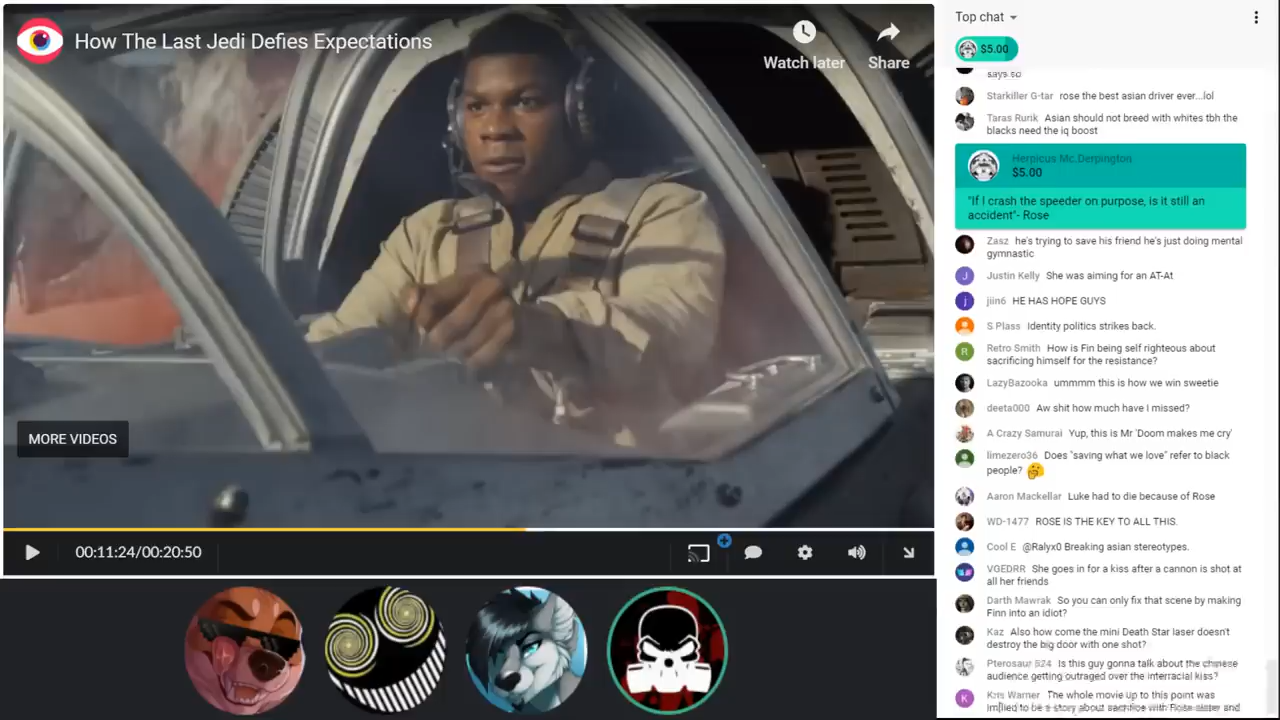 How The Last Jedi Defies Expectations
Watch later
Share
MORE VIDEOS
00:11:24/00:20:50
Top chat
$5.00
says so
Starkiller G-tar rose the best asian driver ever...lol
Taras Rurik Asian should not breed with whites tbh the
blacks need the iq boost
Herpicus Mc.Derpington
$5.00
"If I crash the speeder on purpose, is it still an
accident"- Rose
Zasz he's trying to save his friend he's just doing mental
gymnastic
J Justin Kelly She was aiming for an AT-At
j jiin6 HE HAS HOPE GUYS
S Plass Identity politics strikes back.
R Retro Smith How is Fin being self righteous about
sacrificing himself for the resistance?
LazyBazooka ummmm this is how we win sweetie
deeta000 Aw shit how much have I missed?
A Crazy Samurai Yup, this is Mr 'Doom makes me cry'
limezero36 Does "saving what we love" refer to black
people? 🤔
Aaron Mackellar Luke had to die because of Rose
WD-1477 ROSE IS THE KEY TO ALL THIS.
Cool E @Ralyx0 Breaking asian stereotypes.
VGEDRR She goes in for a kiss after a cannon is shot at
all her friends
Darth Mawrak So you can only fix that scene by making
Finn into an idiot?
Kaz Also how come the mini Death Star laser doesn't
destroy the big door with one shot?
Pterosaur 524 Is this guy gonna talk about the chinese
audience getting outraged over the interracial kiss?
K Kris Warner The whole movie up to this point was
implied to be a story about sacrifice with Rose sister and